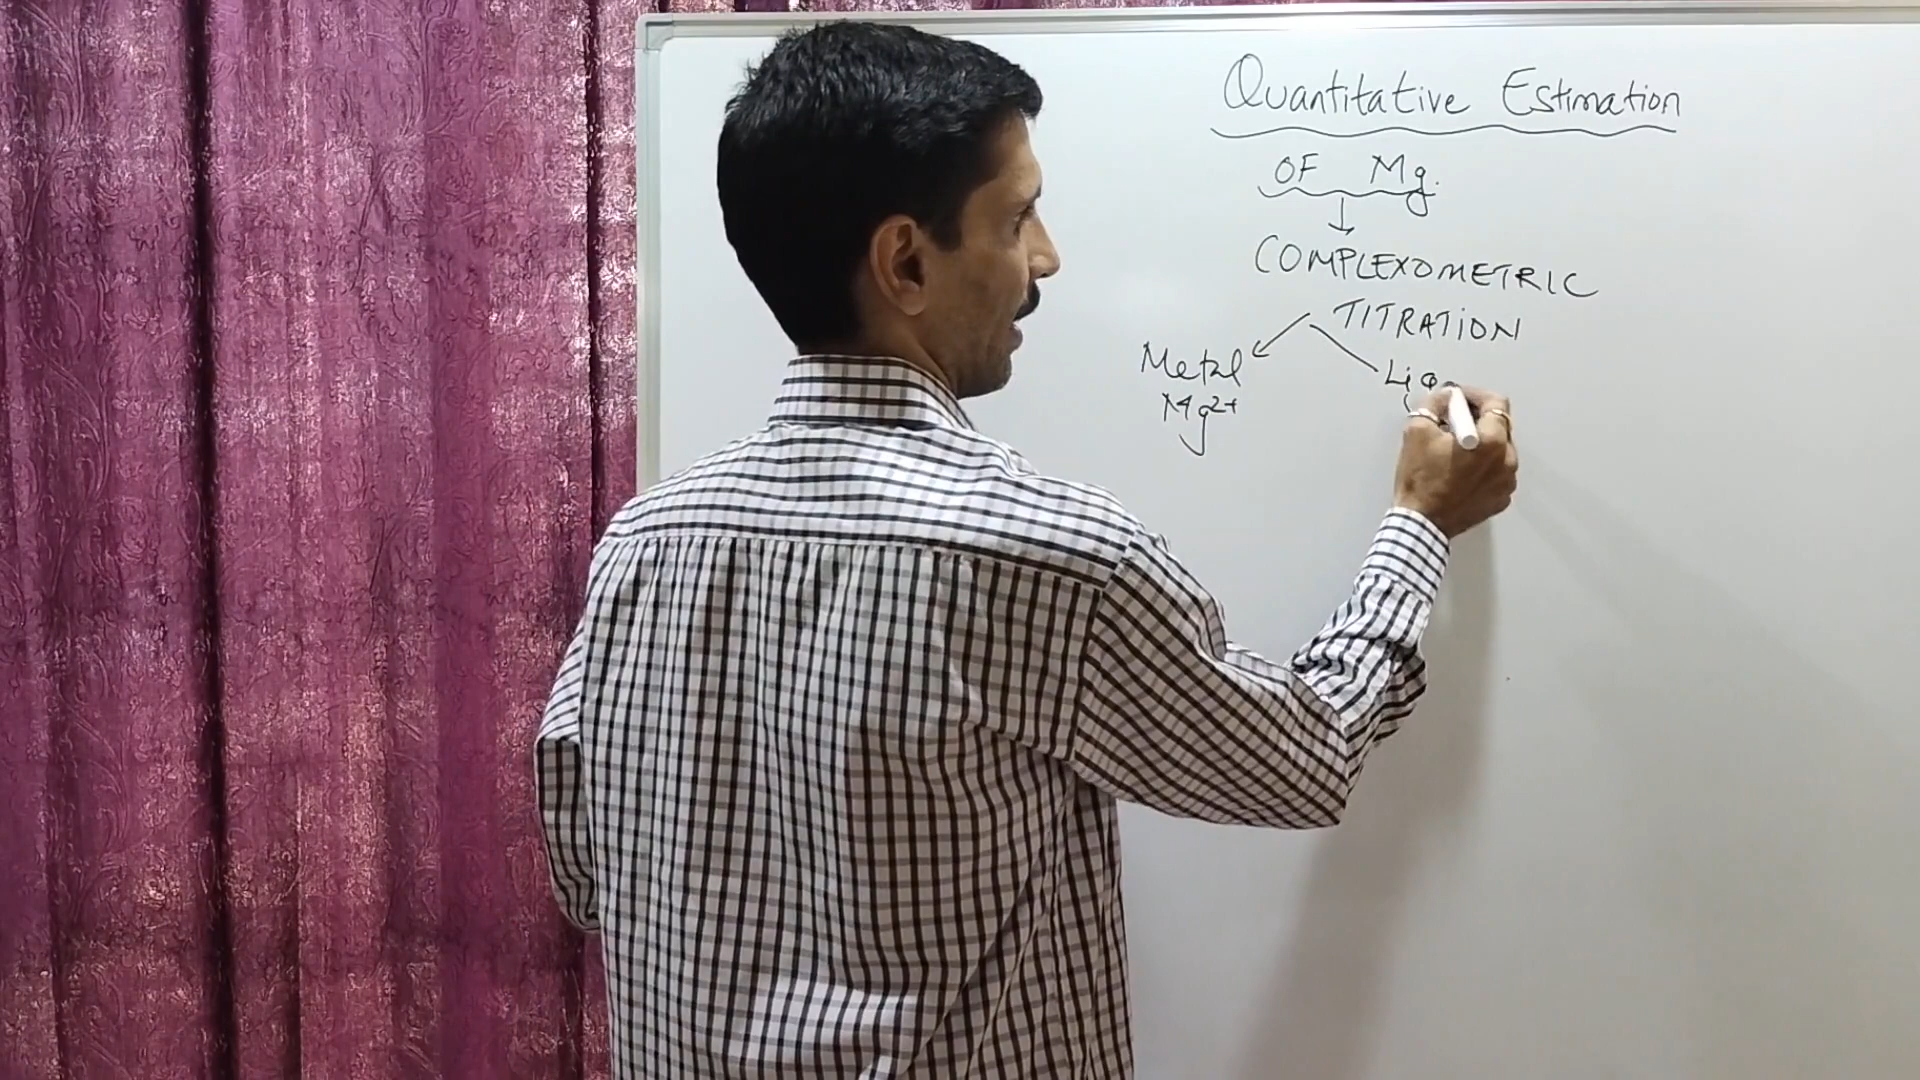 Quantitative Estimation
OF Mg.
COMPLEXOMETRIC
TITRATION
Metal
Mg2+